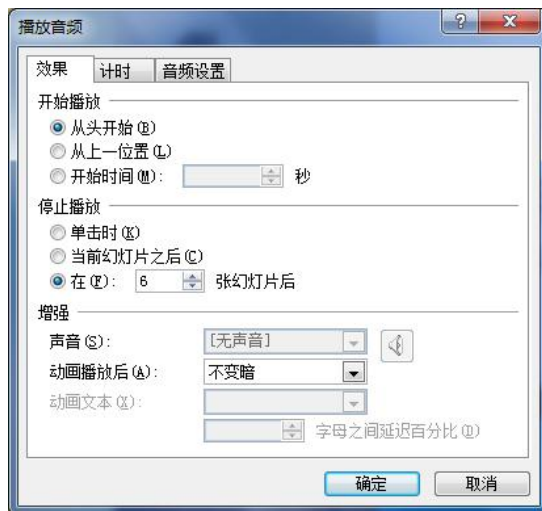 播放音频
效果 计时 音频设置
开始播放
从头开始(B)
从上一位置(L)
开始时间(M): 秒
停止播放
单击时(K)
当前幻灯片之后(C)
在(F): 6 张幻灯片后
增强
声音(S): [无声音]
动画播放后(A): 不变暗
动画文本(X):
字母之间延迟百分比(D)
确定 取消